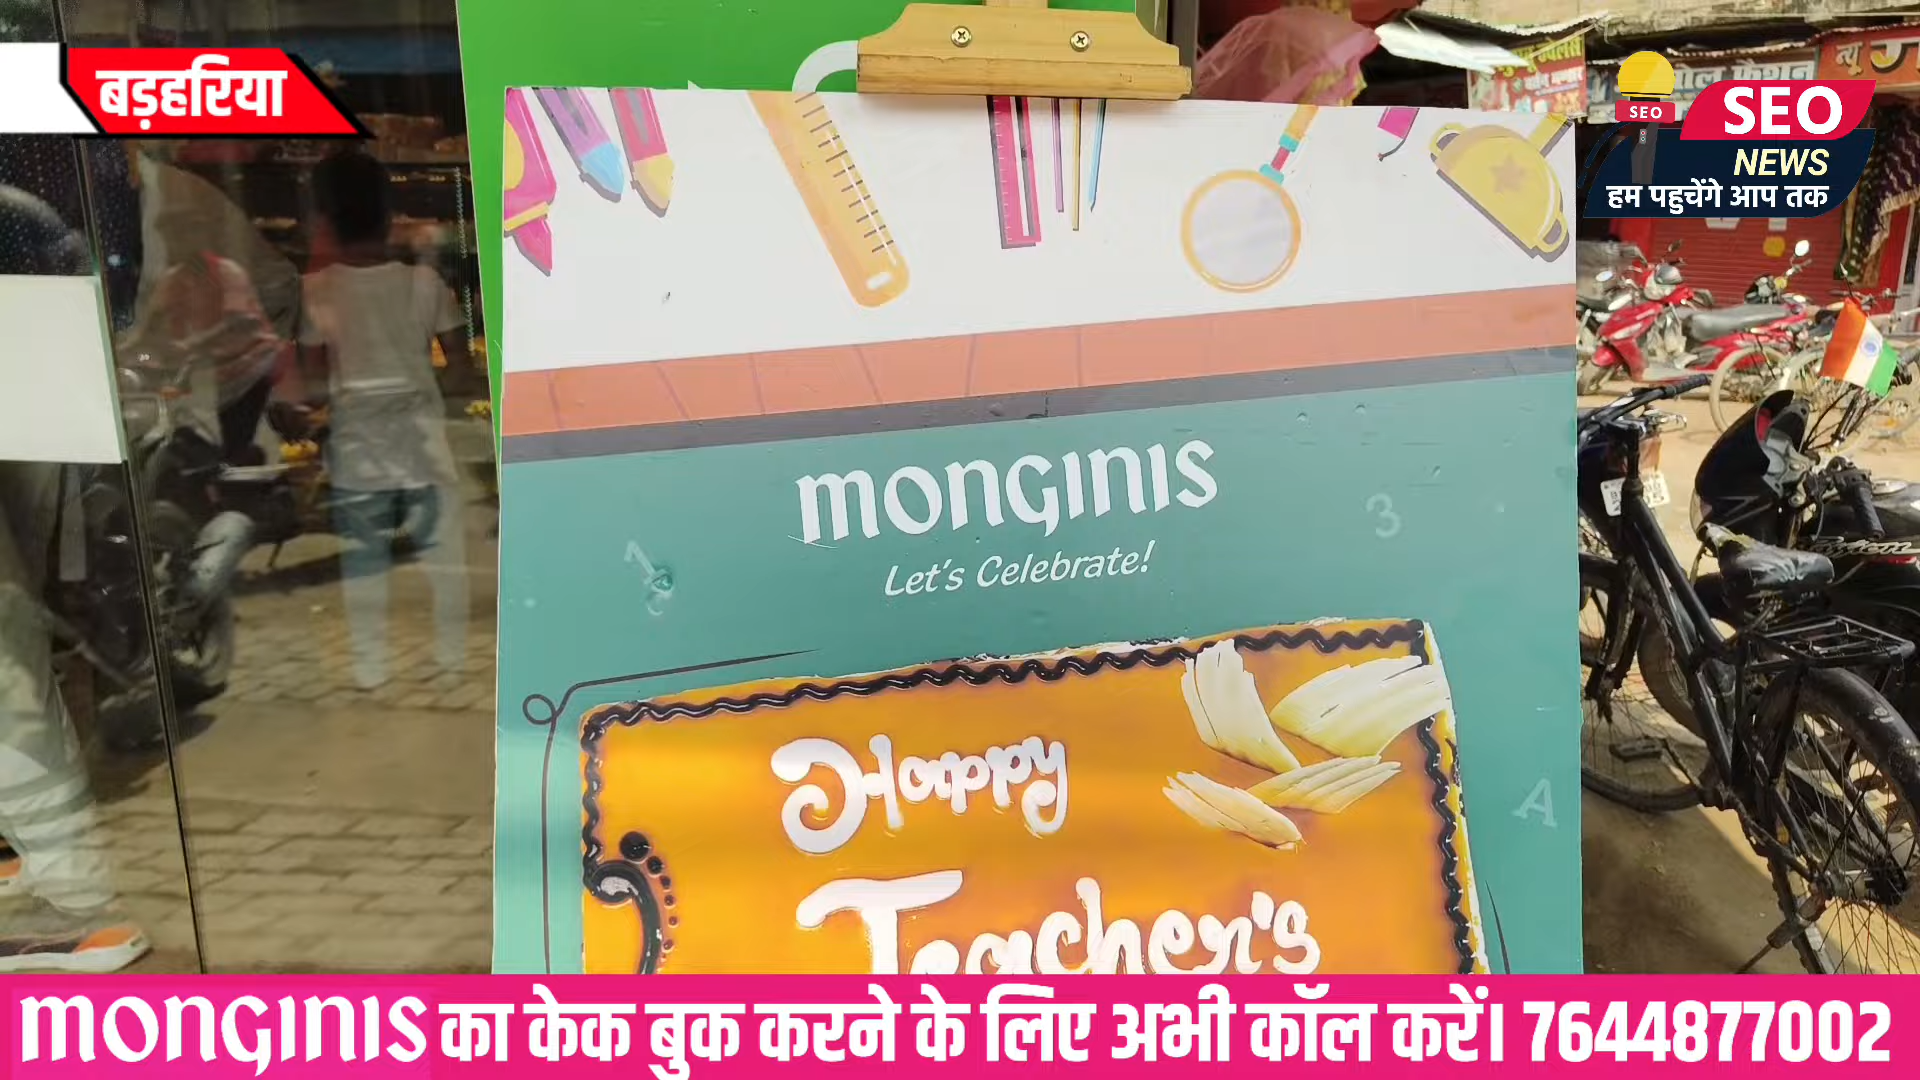 बड़हरिया
SEO
SEO
NEWS
हम पहुचेंगे आप तक
monginis
Let's Celebrate!
1
3
A
Happy
Teacher's
monginis का केक बुक करने के लिए अभी कॉल करें। 7644877002